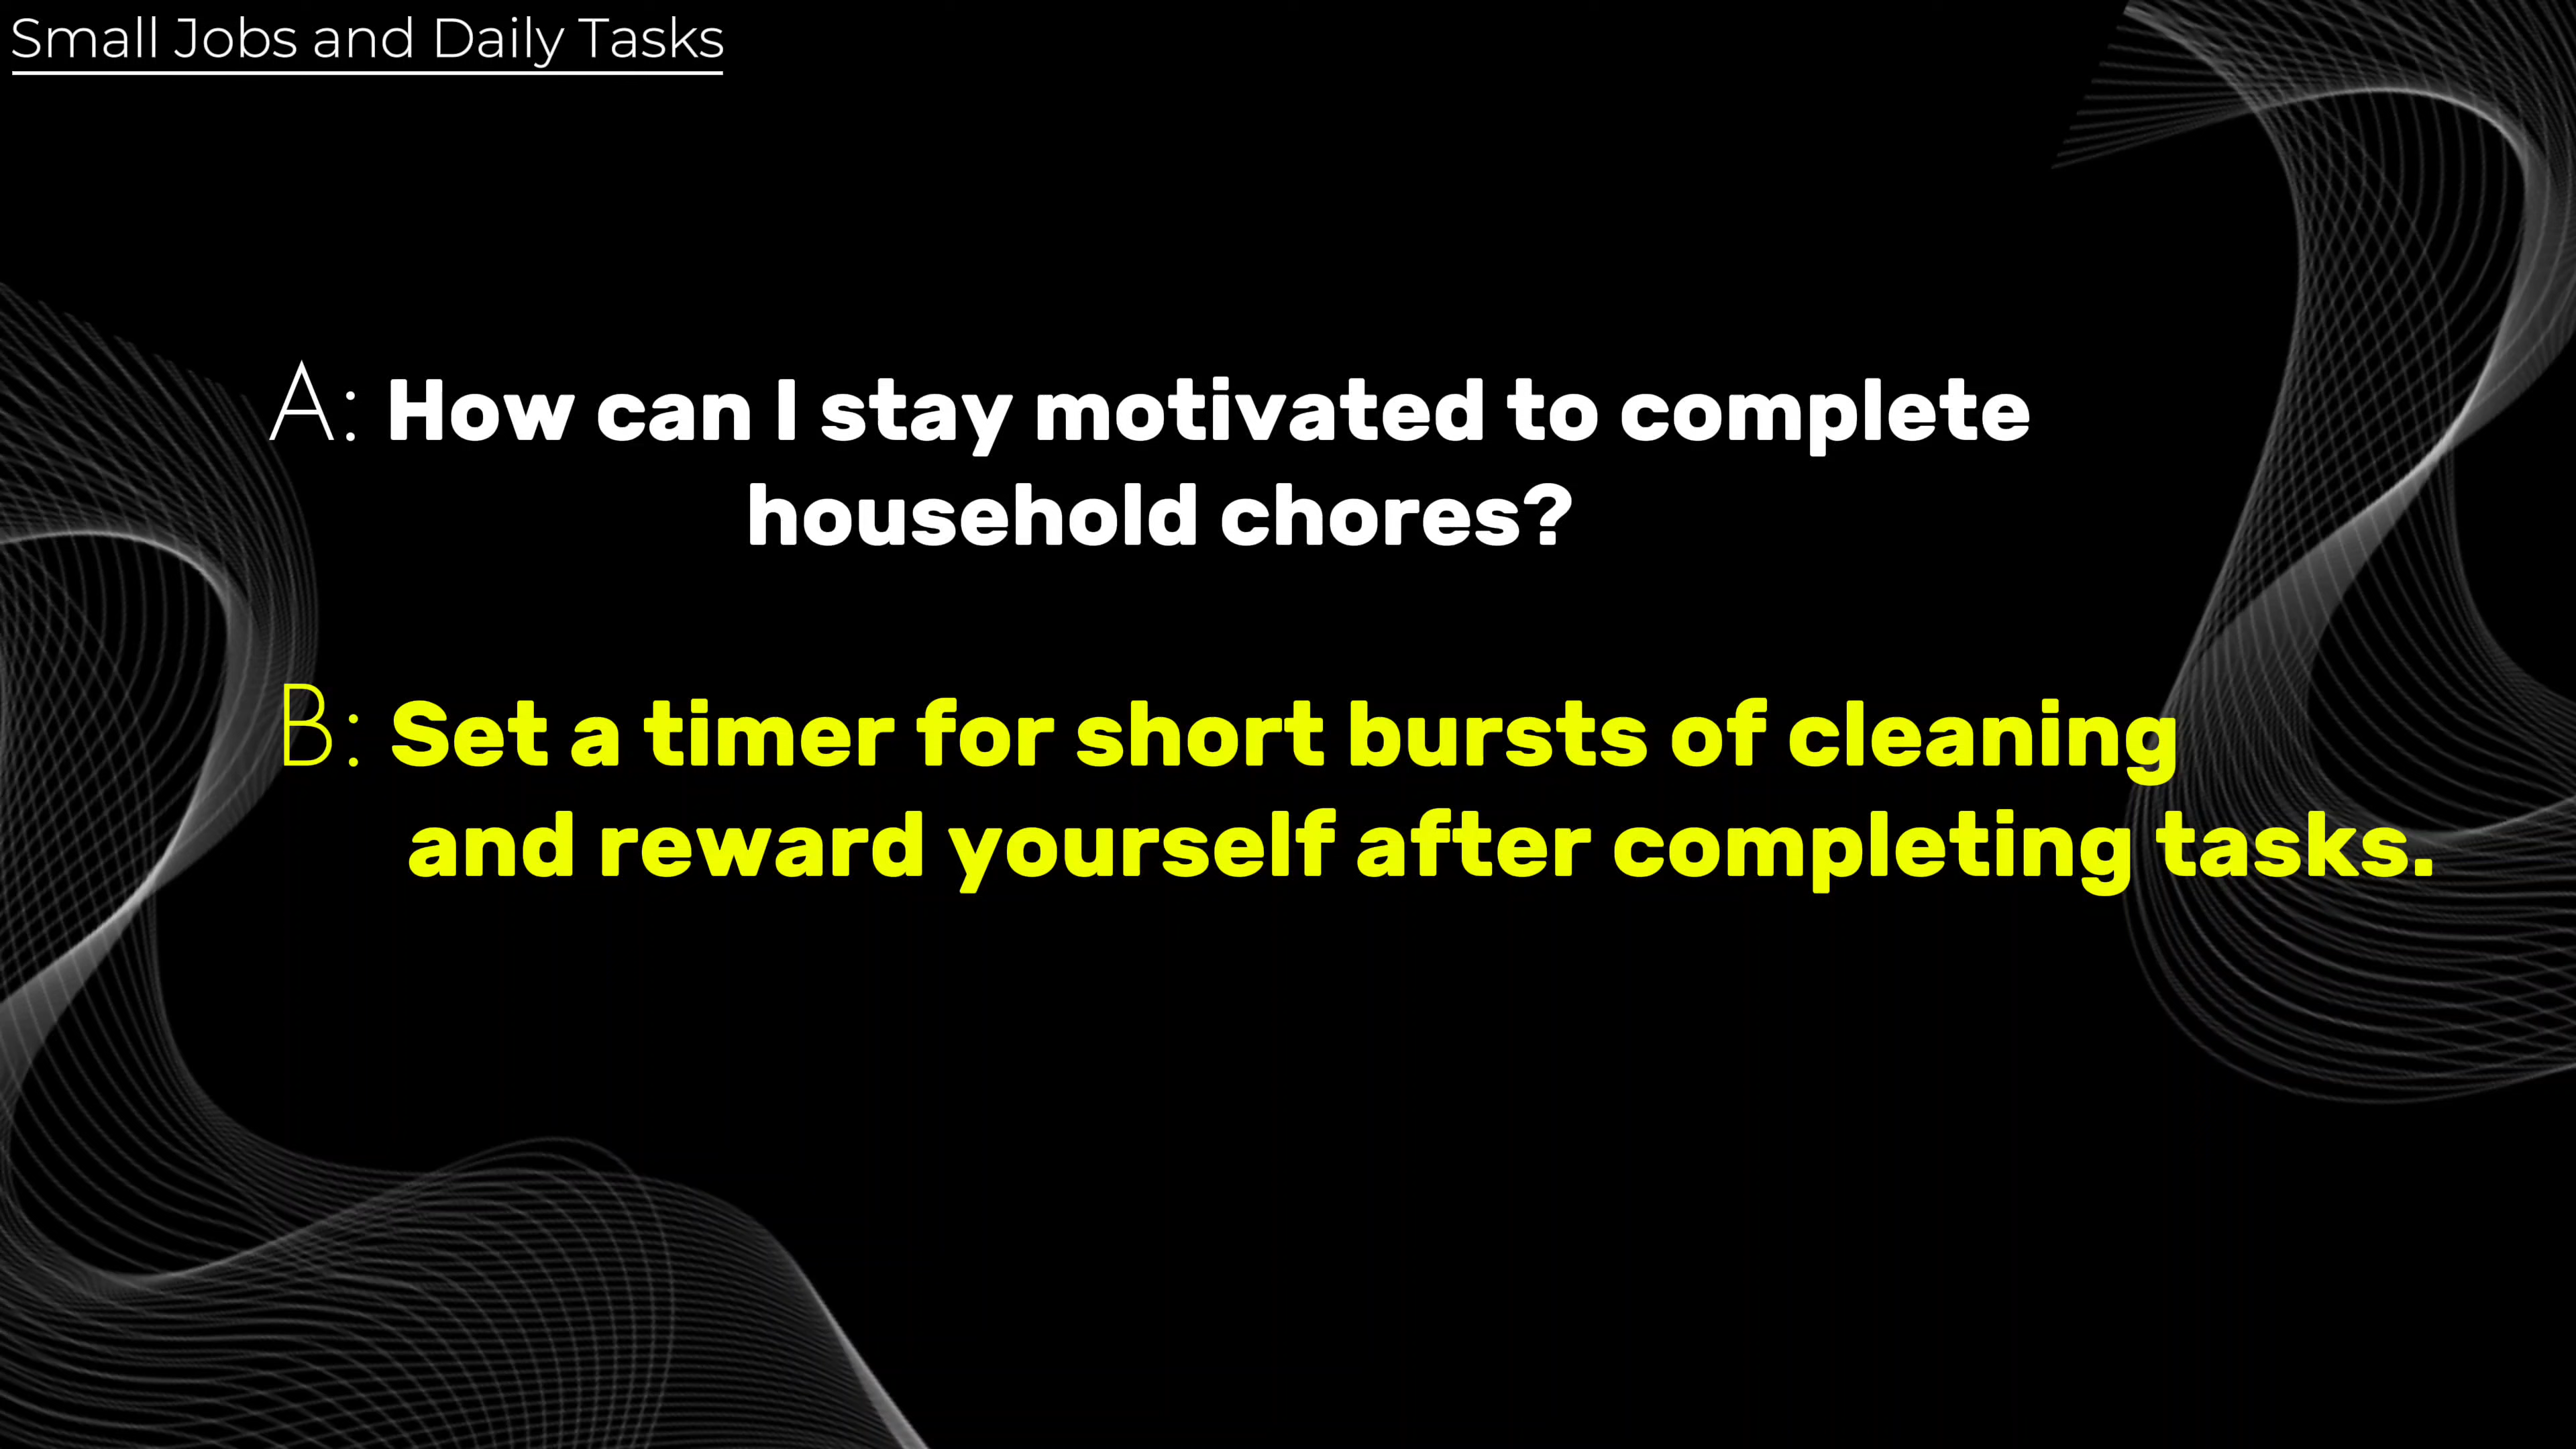 Small Jobs and Daily Tasks
A: How can I stay motivated to complete
household chores?
B: Set a timer for short bursts of cleaning
and reward yourself after completing tasks.